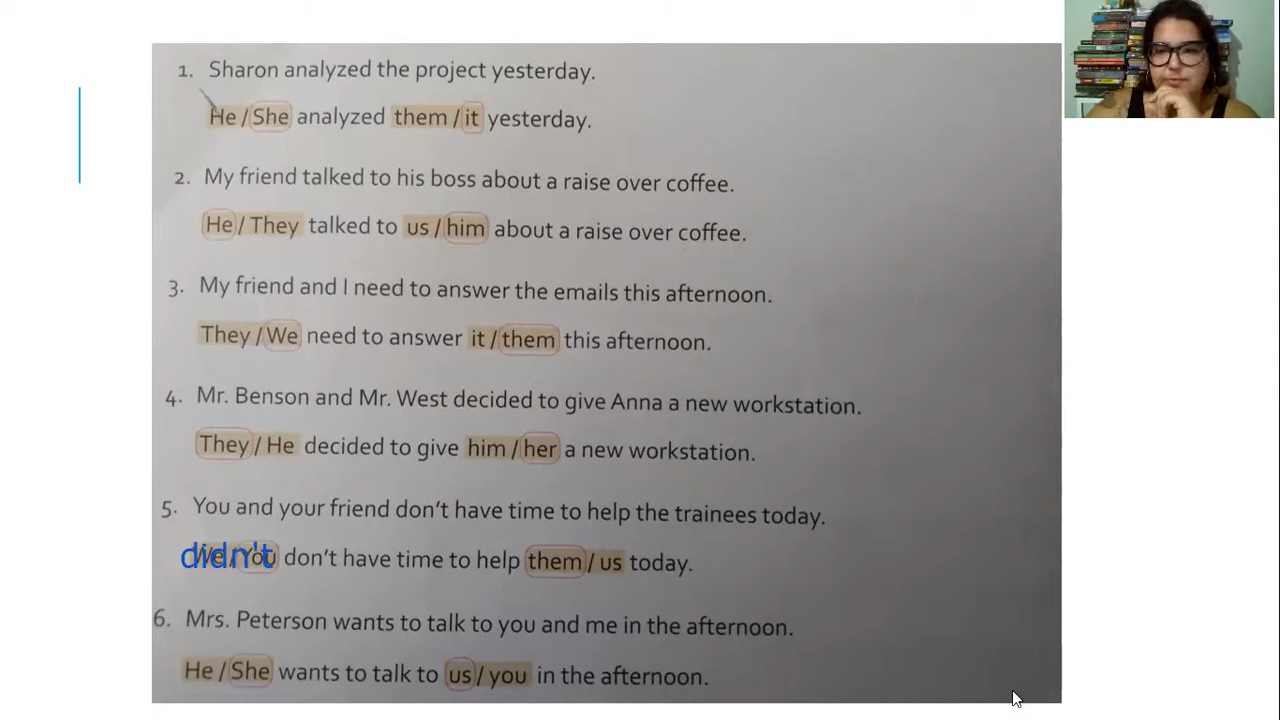 1. Sharon analyzed the project yesterday.
He / She analyzed them / it yesterday.
2. My friend talked to his boss about a raise over coffee.
He / They talked to us / him about a raise over coffee.
3. My friend and I need to answer the emails this afternoon.
They / We need to answer it / them this afternoon.
4. Mr. Benson and Mr. West decided to give Anna a new workstation.
They / He decided to give him / her a new workstation.
5. You and your friend don't have time to help the trainees today.
didn't
We / You don't have time to help them / us today.
6. Mrs. Peterson wants to talk to you and me in the afternoon.
He / She wants to talk to us / you in the afternoon.